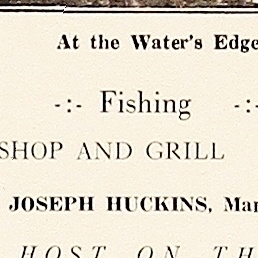 At the Water's Edge
-:- Fishing -:
SHOP AND GRILL
JOSEPH HUCKINS, Man
HOST ON TH